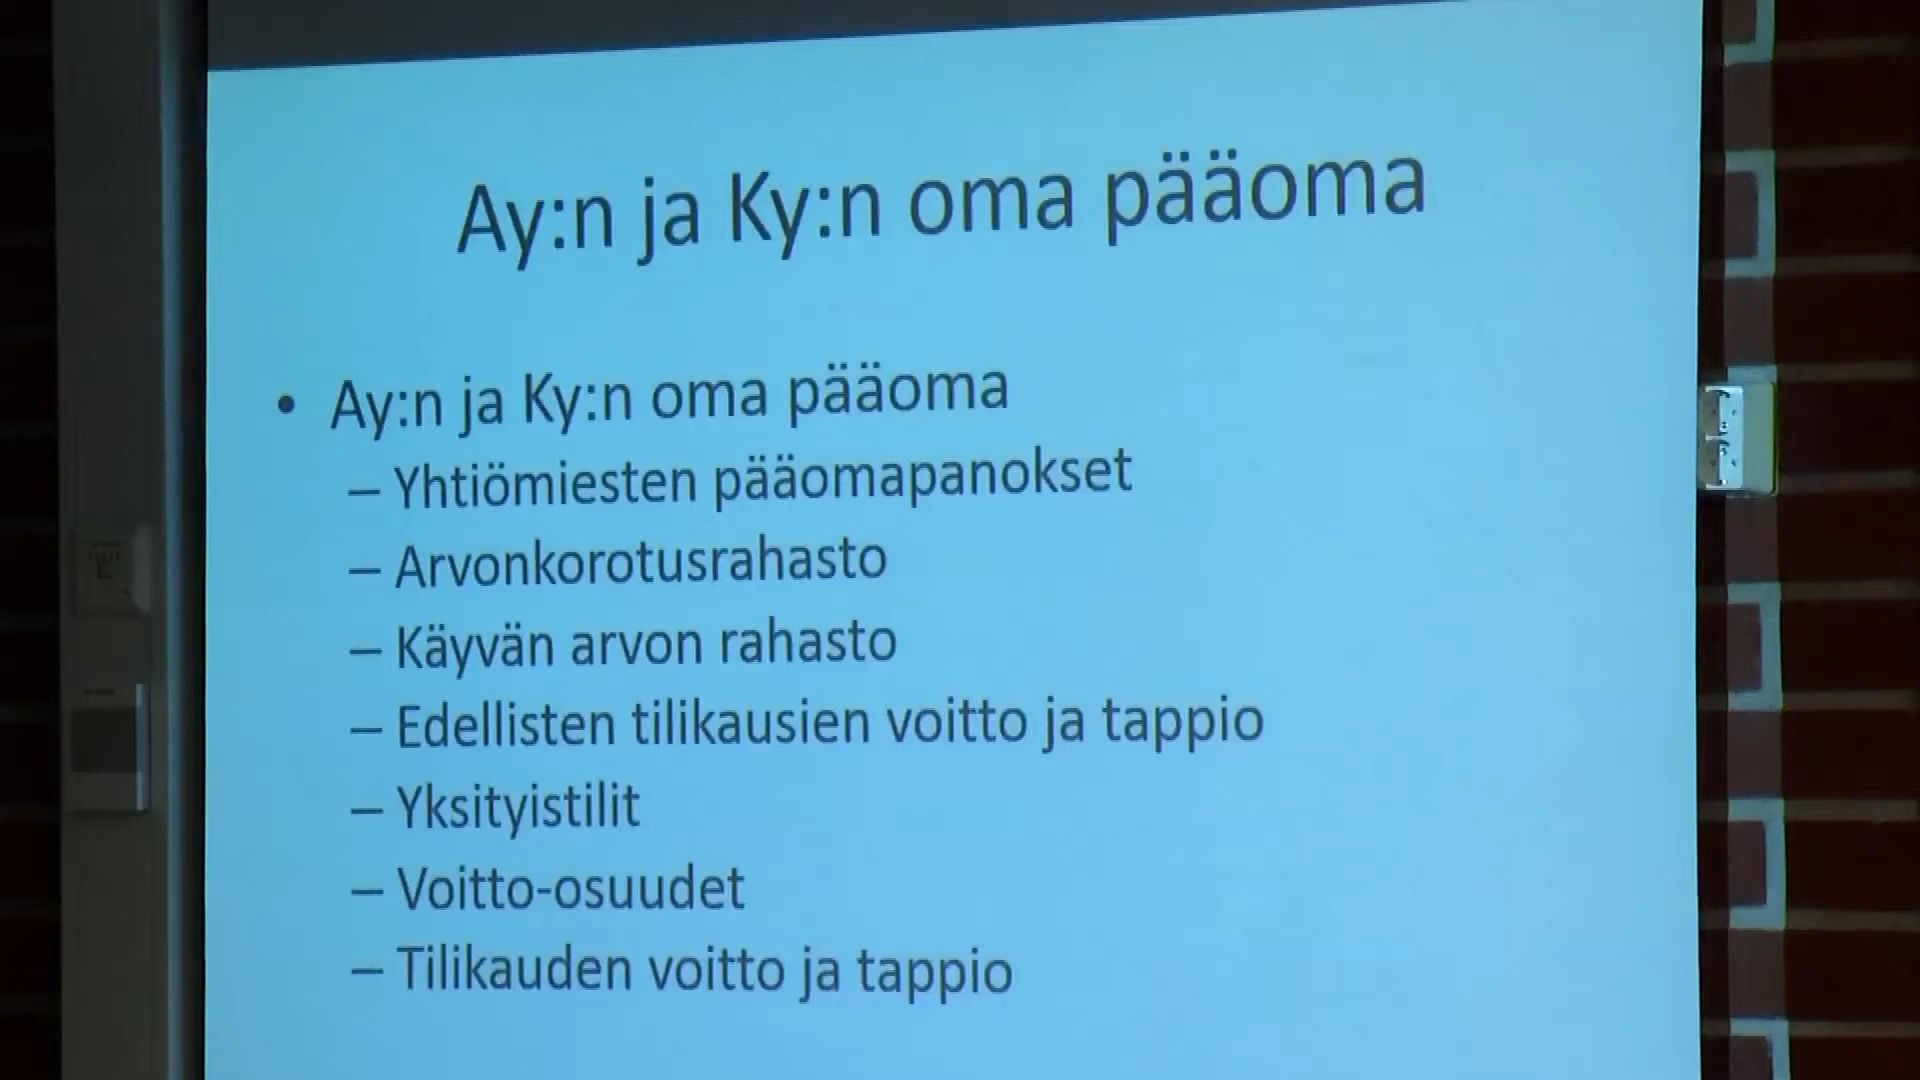 Ay:n ja Ky:n oma pääoma
• Ay:n ja Ky:n oma pääoma
– Yhtiömiesten pääomapanokset
– Arvonkorotusrahasto
– Käyvän arvon rahasto
– Edellisten tilikausien voitto ja tappio
– Yksityistilit
– Voitto-osuudet
– Tilikauden voitto ja tappio